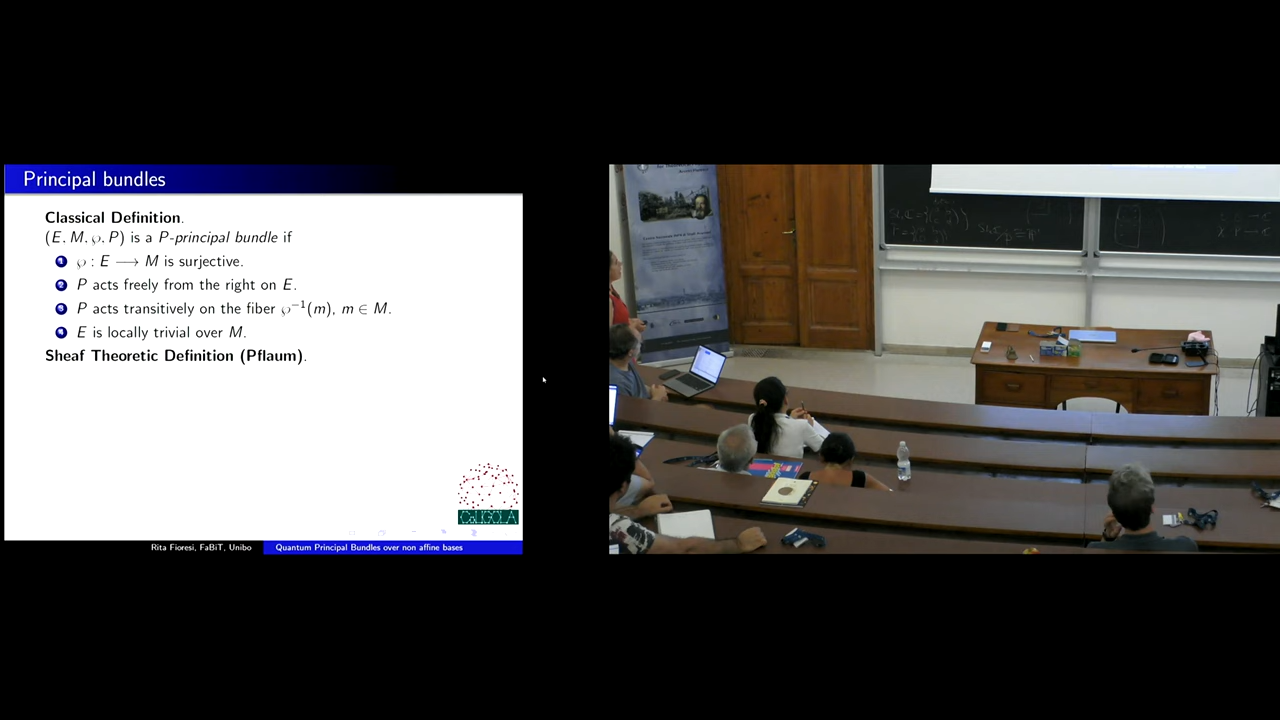 Principal bundles
Classical Definition.
(E, M, ℘, P) is a P-principal bundle if
1 ℘ : E ⟶ M is surjective.
2 P acts freely from the right on E.
3 P acts transitively on the fiber ℘⁻¹(m), m ∈ M.
4 E is locally trivial over M.
Sheaf Theoretic Definition (Pflaum).
CaLIGOLA
Rita Fioresi, FaBiT, Unibo
Quantum Principal Bundles over non affine bases